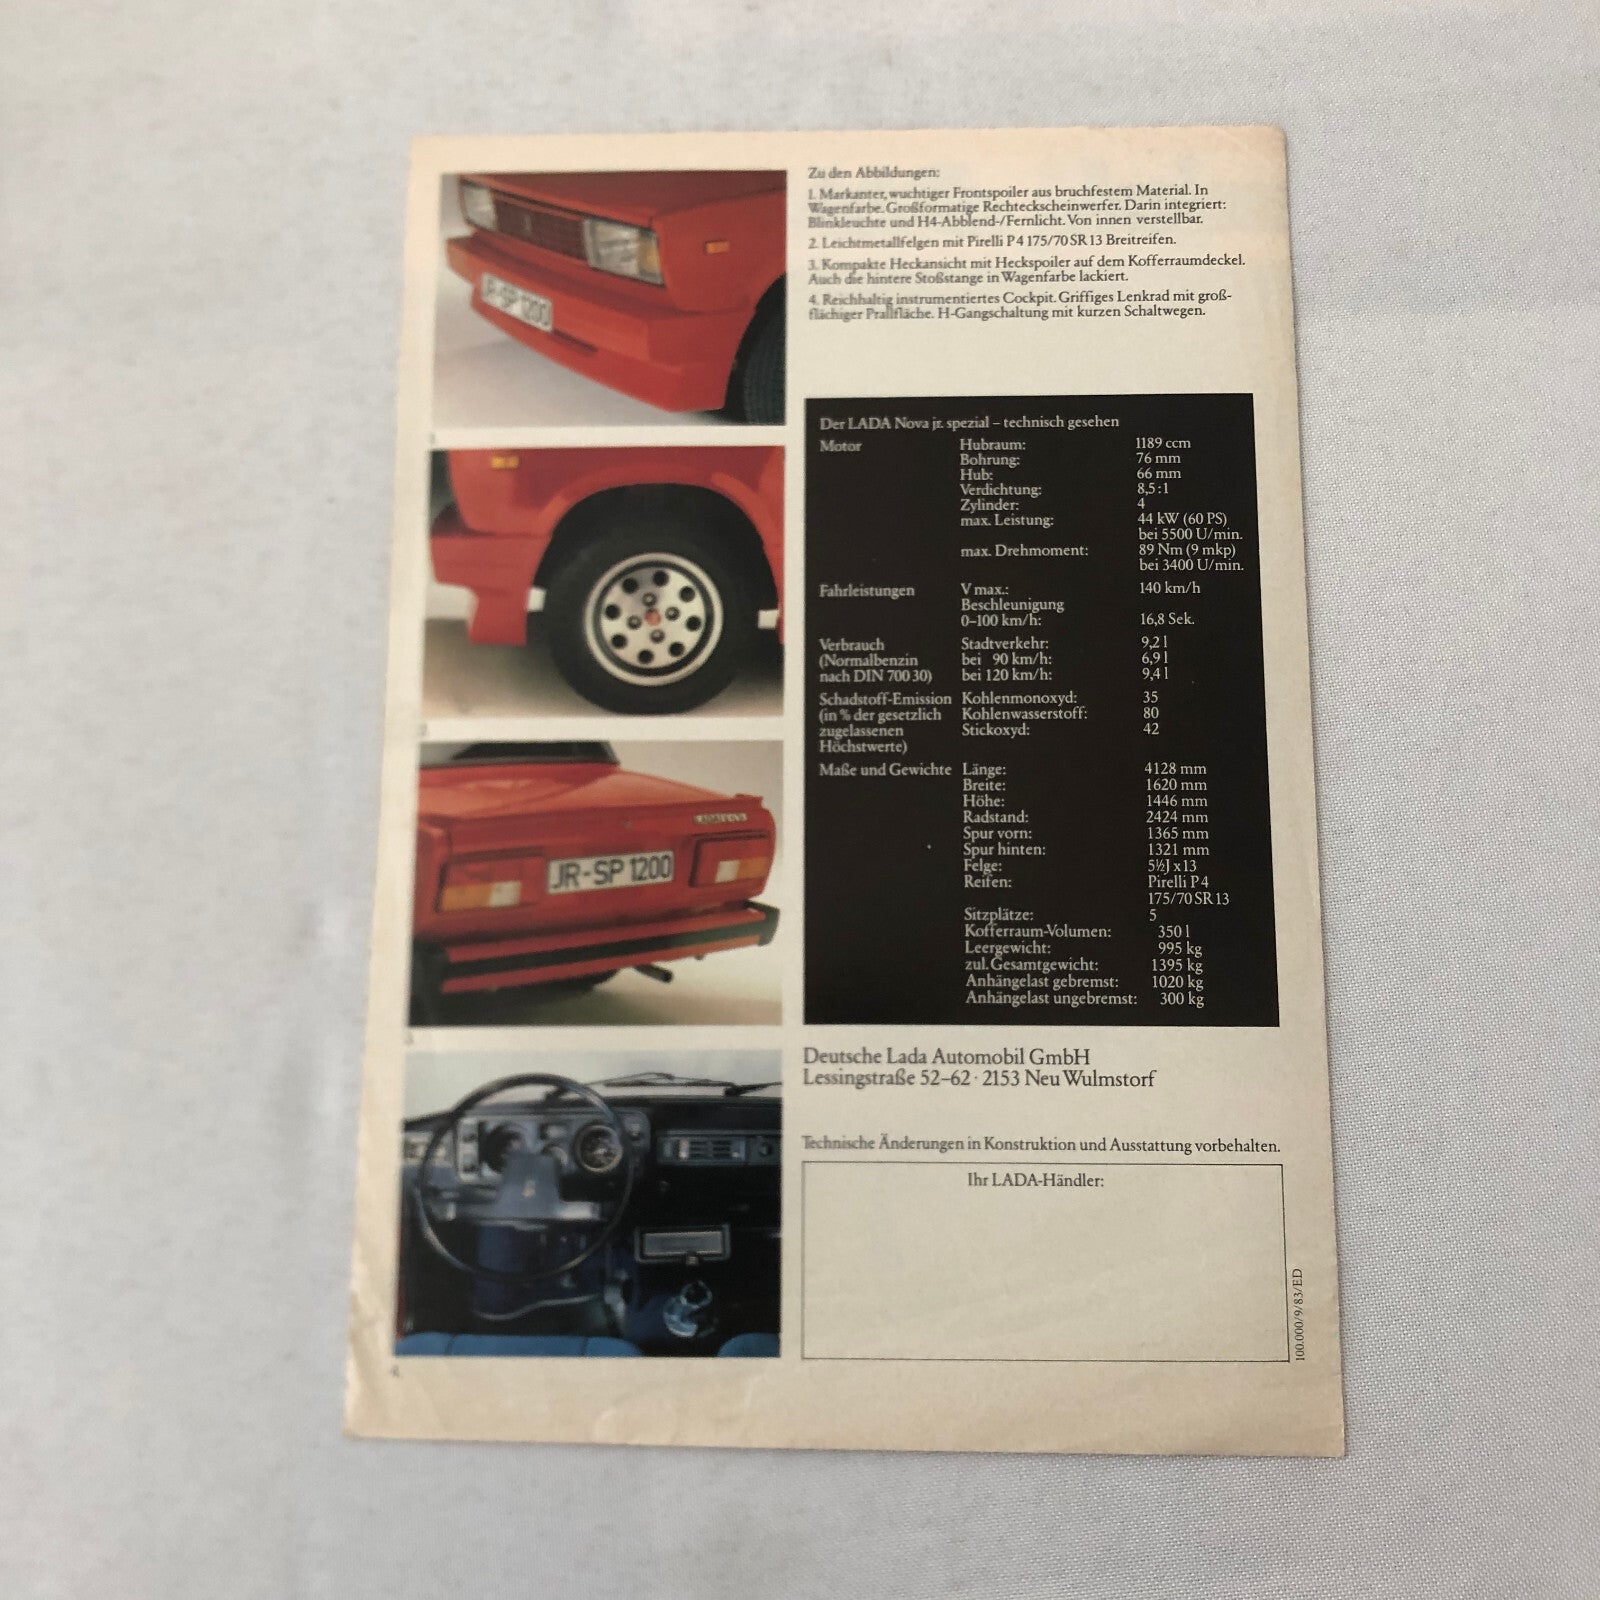 Zu den Abbildungen:
1. Markanter, wuchtiger Frontspoiler aus bruchfestem Material. In
Wagenfarbe. Großformatige Rechteckscheinwerfer. Darin integriert:
Blinkleuchte und H4-Abblend-/Fernlicht. Von innen verstellbar.
2. Leichtmetallfelgen mit Pirelli P4 175/70 SR 13 Breitreifen.
3. Kompakte Heckansicht mit Heckspoiler auf dem Kofferraumdeckel.
Auch die hintere Stoßstange in Wagenfarbe lackiert.
4. Reichhaltig instrumentiertes Cockpit. Griffiges Lenkrad mit groß-
flächiger Prallfläche. H-Gangschaltung mit kurzen Schaltwegen.
JR-SP 1200
1
2
JR-SP 1200
3
4
Der LADA Nova jr. spezial – technisch gesehen
Motor Hubraum: 1189 ccm
Bohrung: 76 mm
Hub: 66 mm
Verdichtung: 8,5:1
Zylinder: 4
max. Leistung: 44 kW (60 PS)
bei 5500 U/min.
max. Drehmoment: 89 Nm (9 mkp)
bei 3400 U/min.
Fahrleistungen V max.: 140 km/h
Beschleunigung
0–100 km/h: 16,8 Sek.
Verbrauch Stadtverkehr: 9,2 l
(Normalbenzin bei 90 km/h: 6,9 l
nach DIN 700 30) bei 120 km/h: 9,4 l
Schadstoff-Emission Kohlenmonoxyd: 35
(in % der gesetzlich Kohlenwasserstoff: 80
zugelassenen Stickoxyd: 42
Höchstwerte)
Maße und Gewichte Länge: 4128 mm
Breite: 1620 mm
Höhe: 1446 mm
Radstand: 2424 mm
Spur vorn: 1365 mm
Spur hinten: 1321 mm
Felge: 5½J x 13
Reifen: Pirelli P4
175/70 SR 13
Sitzplätze: 5
Kofferraum-Volumen: 350 l
Leergewicht: 995 kg
zul. Gesamtgewicht: 1395 kg
Anhängelast gebremst: 1020 kg
Anhängelast ungebremst: 300 kg
Deutsche Lada Automobil GmbH
Lessingstraße 52–62 · 2153 Neu Wulmstorf
Technische Änderungen in Konstruktion und Ausstattung vorbehalten.
Ihr LADA-Händler:
100.000/9/83/ED